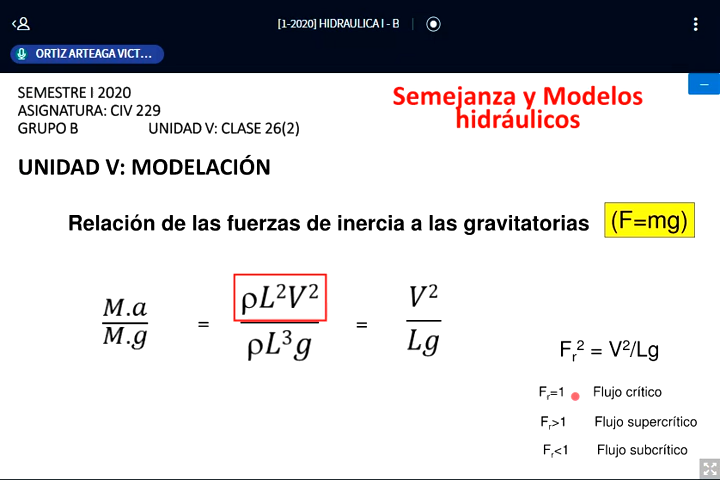 [1-2020] HIDRAULICA I - B
ORTIZ ARTEAGA VICT...
SEMESTRE I 2020
ASIGNATURA: CIV 229
GRUPO B UNIDAD V: CLASE 26(2)
Semejanza y Modelos
hidráulicos
UNIDAD V: MODELACIÓN
Relación de las fuerzas de inercia a las gravitatorias (F=mg)
M.a / M.g = ρL²V² / ρL³g = V² / Lg
Fᵣ² = V²/Lg
Fᵣ=1 Flujo crítico
Fᵣ>1 Flujo supercrítico
Fᵣ<1 Flujo subcrítico